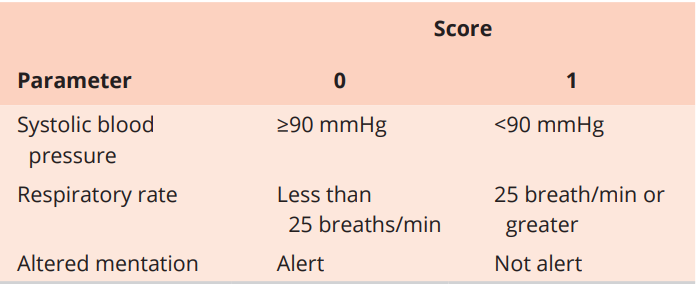 Score
Parameter 0 1
Systolic blood ≥90 mmHg <90 mmHg
pressure
Respiratory rate Less than 25 breath/min or
25 breaths/min greater
Altered mentation Alert Not alert